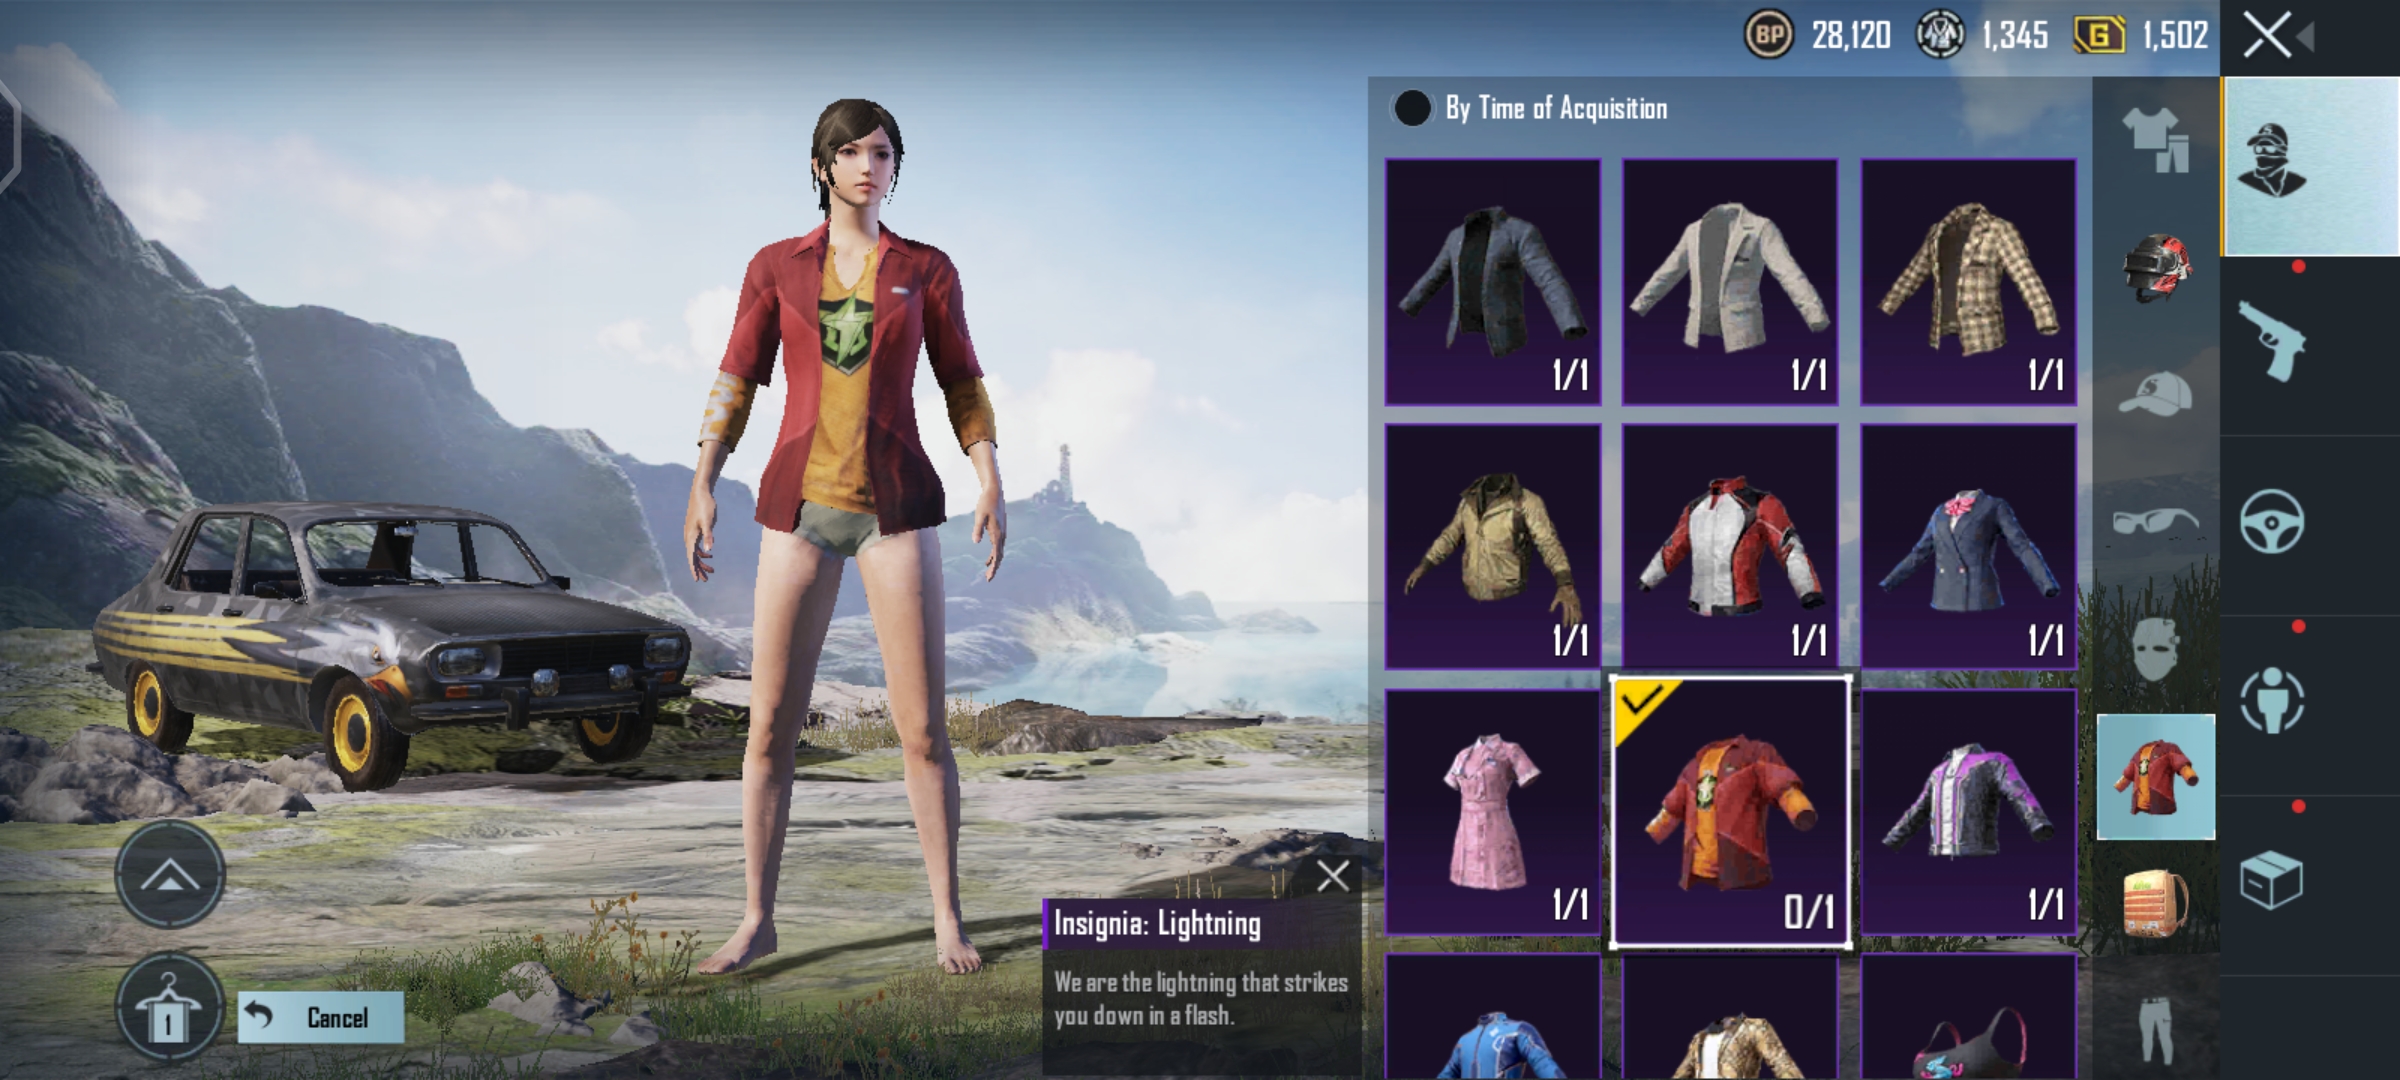 BP 28,120 1,345 G 1,502
By Time of Acquisition
1/1 1/1 1/1
1/1 1/1 1/1
1/1 0/1 1/1
Insignia: Lightning
We are the lightning that strikes
you down in a flash.
1 Cancel